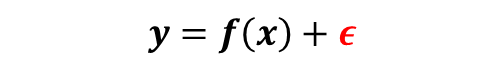 y = f(x) + ϵ